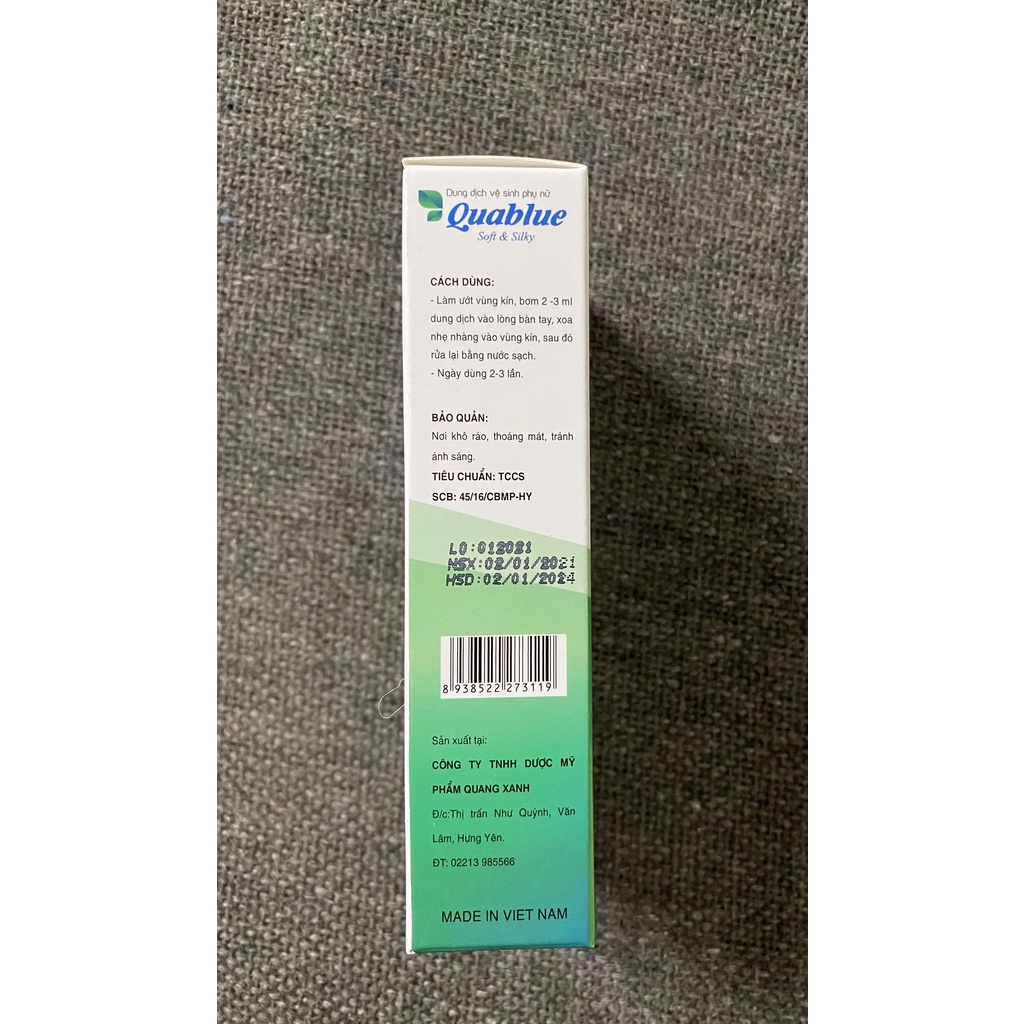 Dung dịch vệ sinh phụ nữ
Quablue
Soft & Silky
CÁCH DÙNG:
- Làm ướt vùng kín, bơm 2 -3 ml
dung dịch vào lòng bàn tay, xoa
nhẹ nhàng vào vùng kín, sau đó
rửa lại bằng nước sạch.
- Ngày dùng 2-3 lần.
BẢO QUẢN:
Nơi khô ráo, thoáng mát, tránh
ánh sáng.
TIÊU CHUẨN: TCCS
SCB: 45/16/CBMP-HY
LO:012021
NSX:02/01/2021
HSD:02/01/2024
8 938522 273119
Sản xuất tại:
CÔNG TY TNHH DƯỢC MỸ
PHẨM QUANG XANH
Đ/c:Thị trấn Như Quỳnh, Văn
Lâm, Hưng Yên.
ĐT: 02213 985566
MADE IN VIET NAM